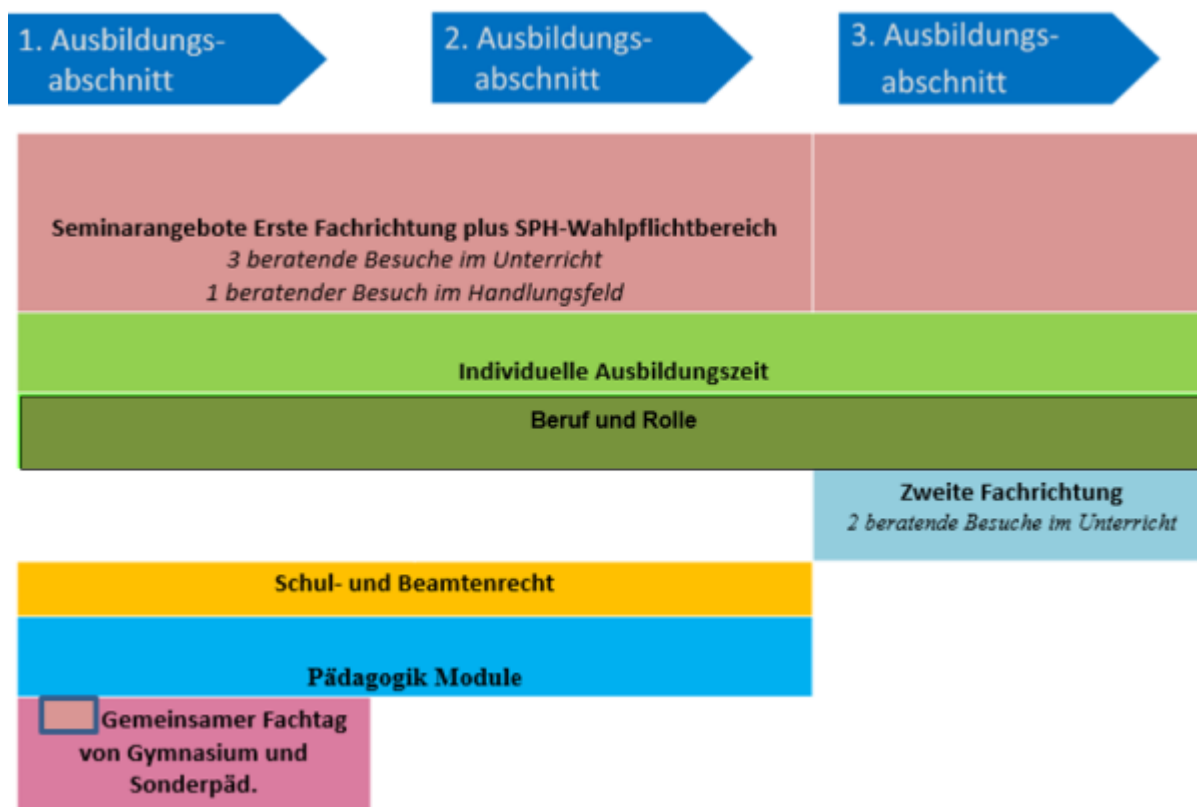 1. Ausbildungs-
abschnitt
2. Ausbildungs-
abschnitt
3. Ausbildungs-
abschnitt
Seminarangebote Erste Fachrichtung plus SPH-Wahlpflichtbereich
3 beratende Besuche im Unterricht
1 beratender Besuch im Handlungsfeld
Individuelle Ausbildungszeit
Beruf und Rolle
Zweite Fachrichtung
2 beratende Besuche im Unterricht
Schul- und Beamtenrecht
Pädagogik Module
Gemeinsamer Fachtag
von Gymnasium und
Sonderpäd.